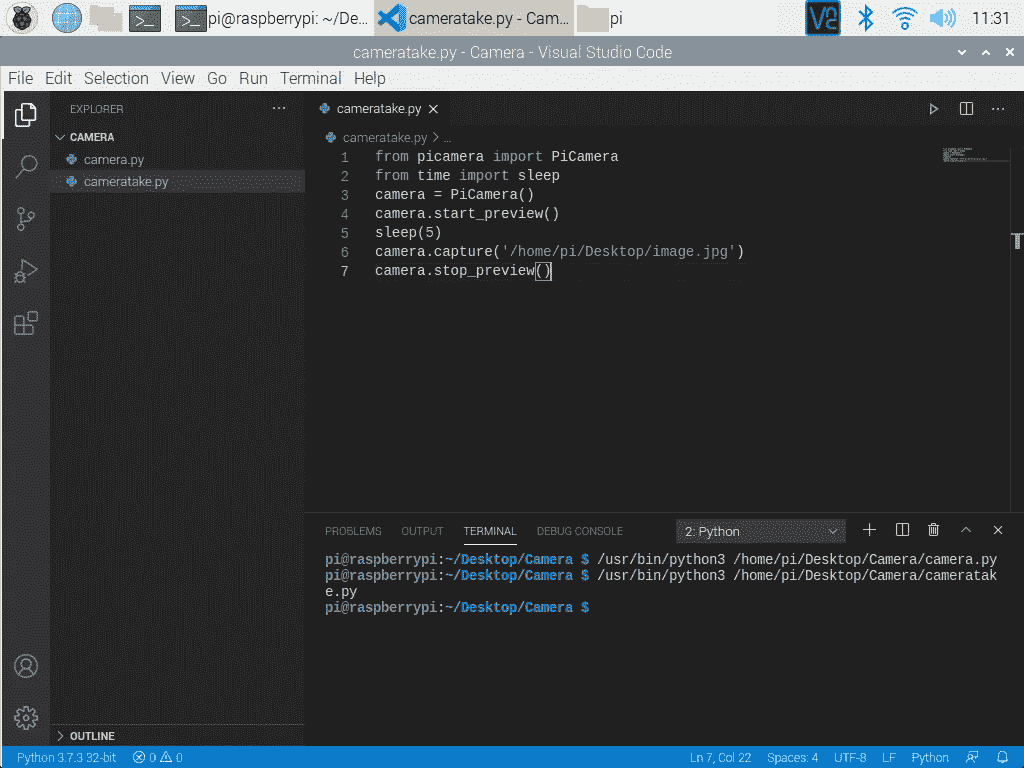 pi@raspberrypi: ~/De...
cameratake.py - Cam...
pi
11:31
cameratake.py - Camera - Visual Studio Code
File Edit Selection View Go Run Terminal Help
EXPLORER
CAMERA
camera.py
cameratake.py
cameratake.py
cameratake.py > ...
1 from picamera import PiCamera
2 from time import sleep
3 camera = PiCamera()
4 camera.start_preview()
5 sleep(5)
6 camera.capture('/home/pi/Desktop/image.jpg')
7 camera.stop_preview()
PROBLEMS OUTPUT TERMINAL DEBUG CONSOLE 2: Python
pi@raspberrypi:~/Desktop/Camera $ /usr/bin/python3 /home/pi/Desktop/Camera/camera.py
pi@raspberrypi:~/Desktop/Camera $ /usr/bin/python3 /home/pi/Desktop/Camera/cameratak
e.py
pi@raspberrypi:~/Desktop/Camera $
OUTLINE
Python 3.7.3 32-bit 0 0 Ln 7, Col 22 Spaces: 4 UTF-8 LF Python